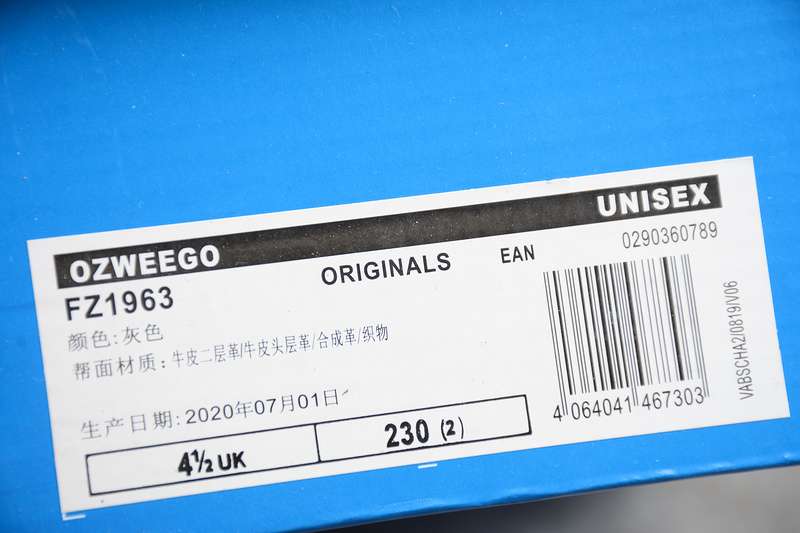 OZWEEGO
UNISEX
FZ1963
ORIGINALS
EAN
0290360789
颜色:灰色
帮面材质:牛皮二层革/牛皮头层革/合成革/织物
生产日期:2020年07月01日
4½ UK
230 (2)
4 064041 467303
VABSCHA2/0819/V06